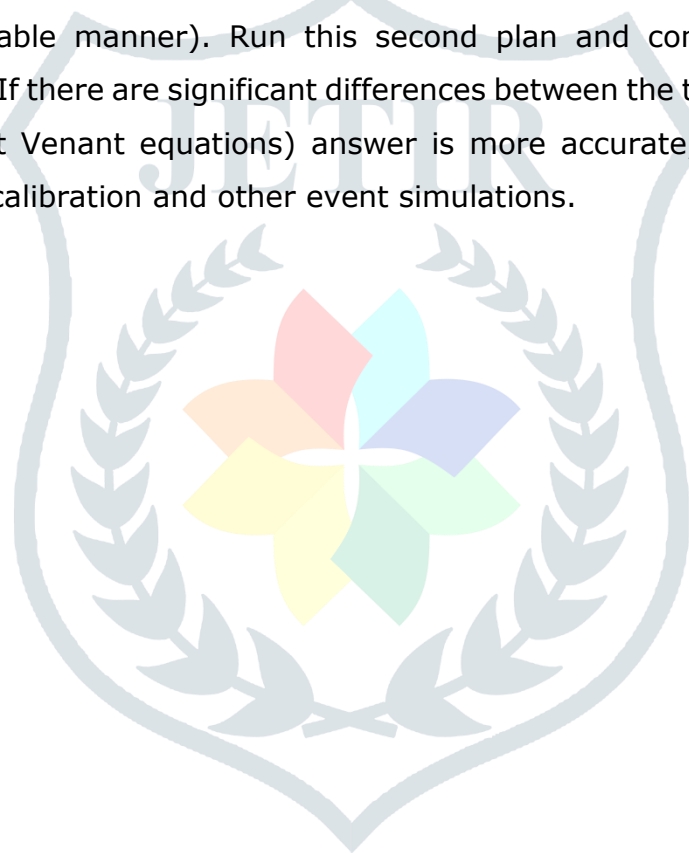 able manner). Run this second plan and con
If there are significant differences between the t
t Venant equations) answer is more accurate,
calibration and other event simulations.
JETIR